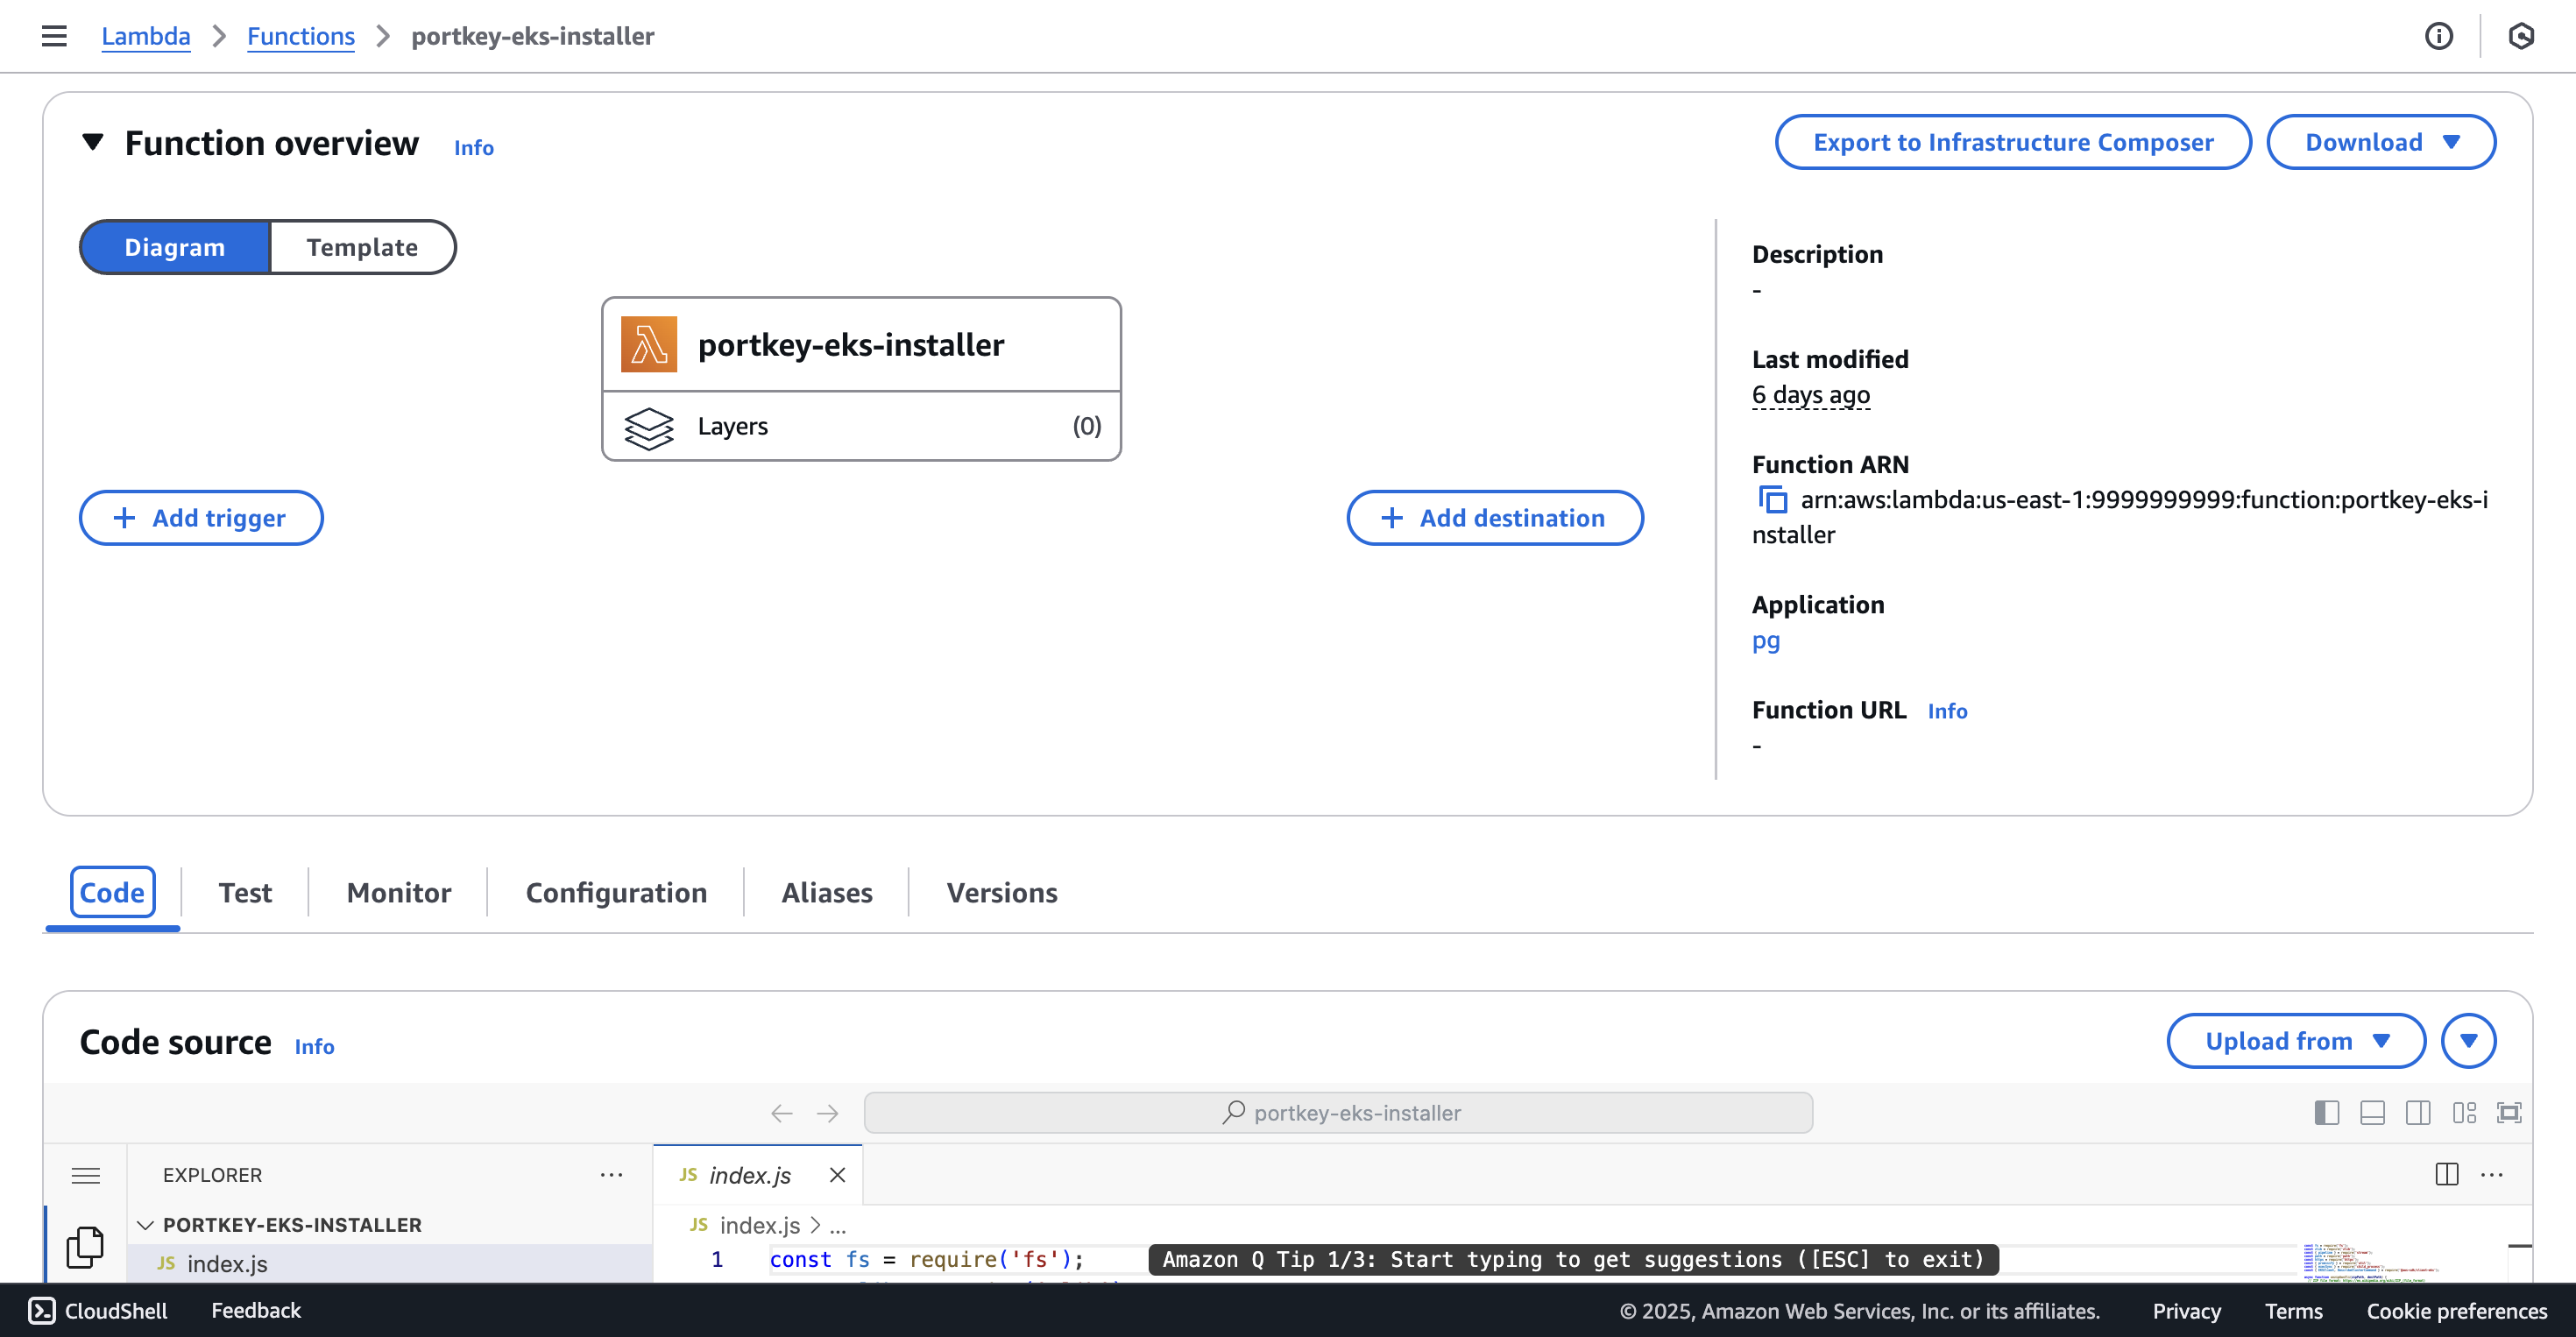 Lambda > Functions > portkey-eks-installer
Function overview Info
Export to Infrastructure Composer
Download
Diagram
Template
portkey-eks-installer
Layers (0)
+ Add trigger
+ Add destination
Description
-
Last modified
6 days ago
Function ARN
arn:aws:lambda:us-east-1:9999999999:function:portkey-eks-i
nstaller
Application
pg
Function URL Info
-
Code
Test
Monitor
Configuration
Aliases
Versions
Code source Info
Upload from
portkey-eks-installer
EXPLORER ...
JS index.js
PORTKEY-EKS-INSTALLER
JS index.js
JS index.js > ...
1 const fs = require('fs');
Amazon Q Tip 1/3: Start typing to get suggestions ([ESC] to exit)
CloudShell
Feedback
© 2025, Amazon Web Services, Inc. or its affiliates.
Privacy
Terms
Cookie preferences